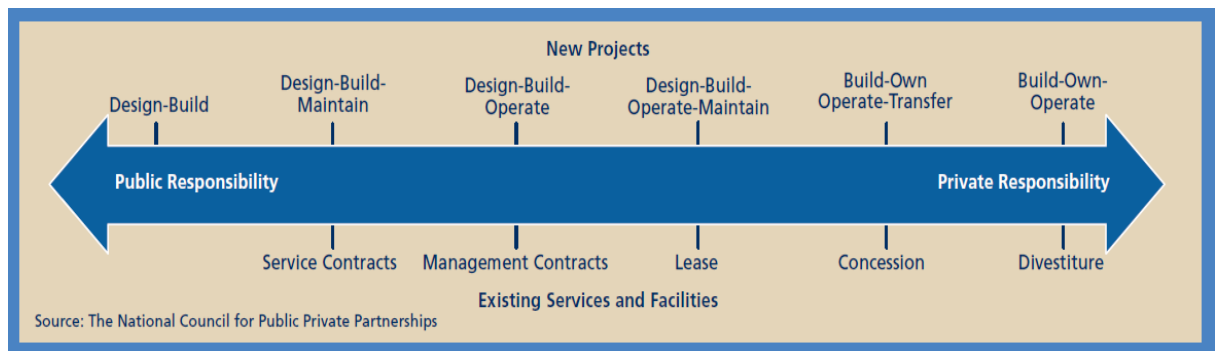 New Projects
Design-Build
Design-Build-
Maintain
Design-Build-
Operate
Design-Build-
Operate-Maintain
Build-Own
Operate-Transfer
Build-Own-
Operate
Public Responsibility
Private Responsibility
Service Contracts
Management Contracts
Lease
Concession
Divestiture
Existing Services and Facilities
Source: The National Council for Public Private Partnerships